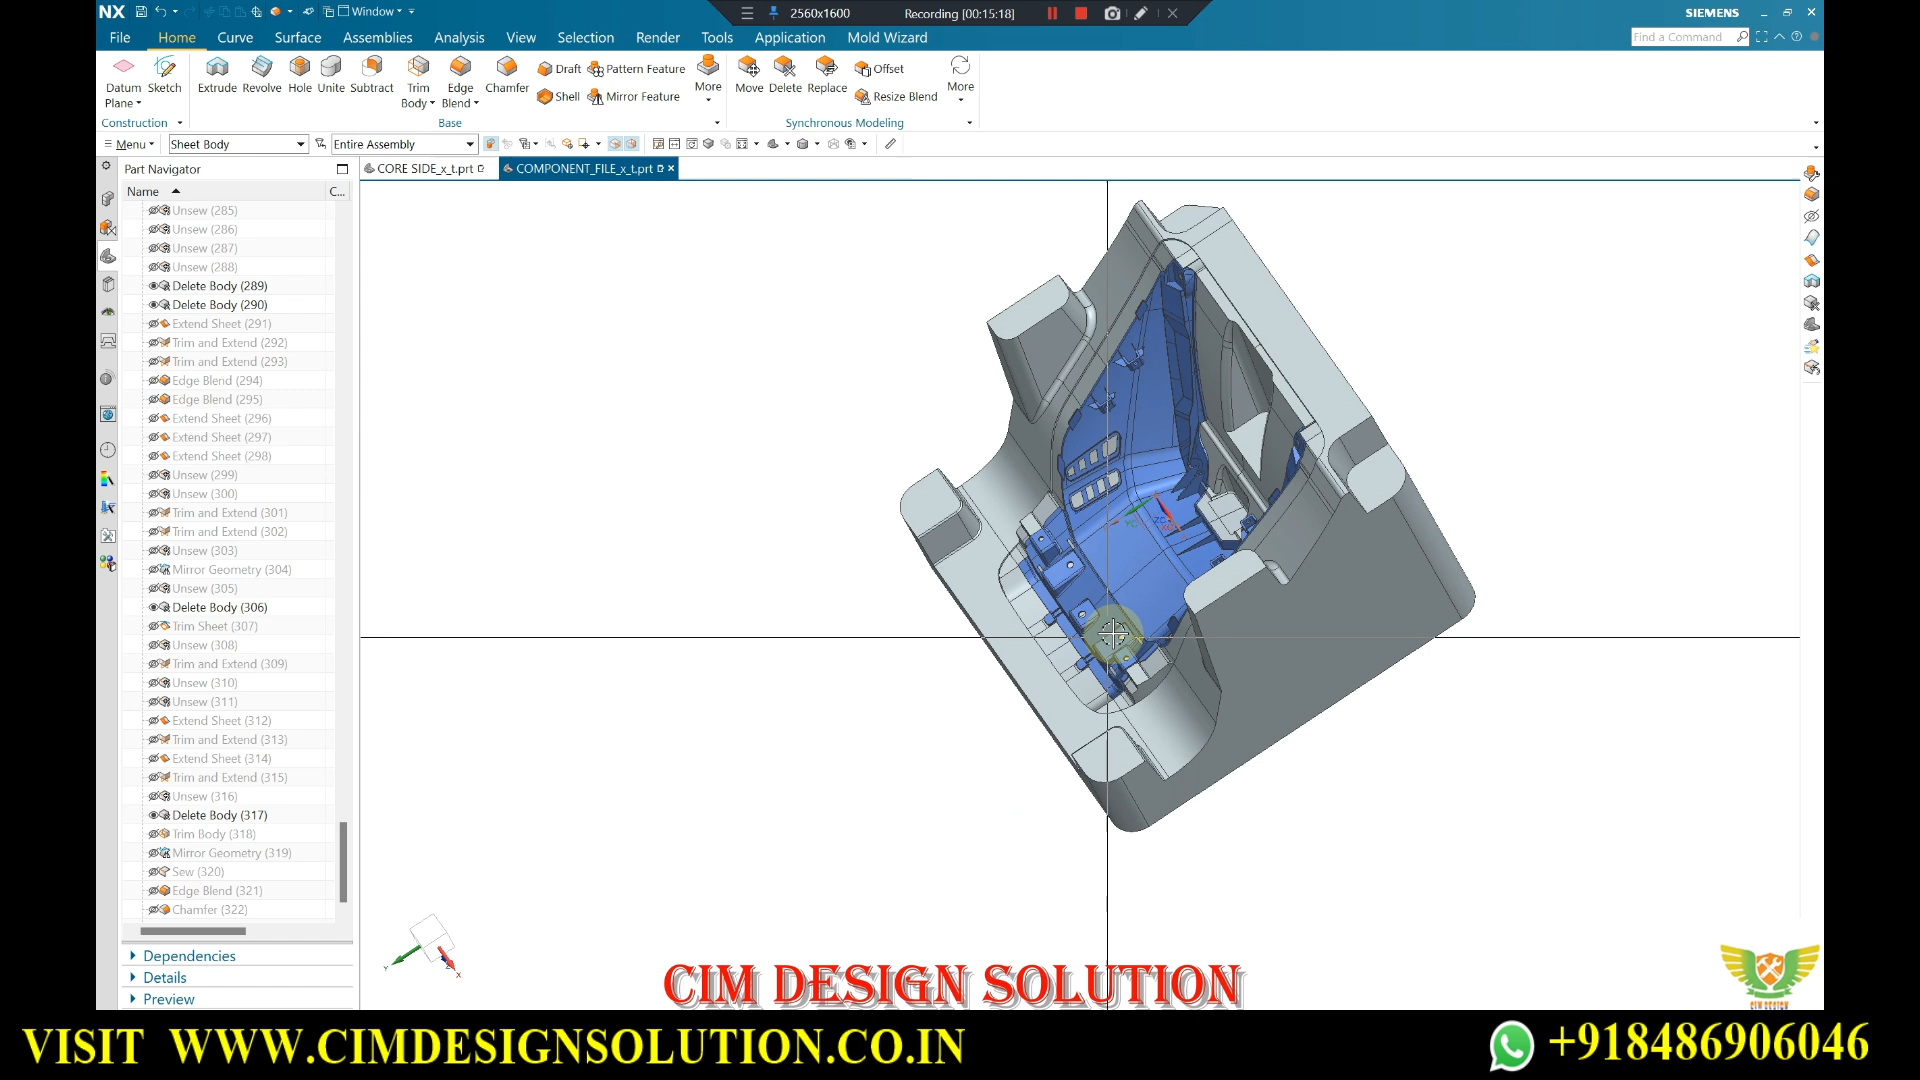 NX
Window
2560x1600
Recording [00:15:18]
SIEMENS
File Home Curve Surface Assemblies Analysis View Selection Render Tools Application Mold Wizard
Find a Command
Datum Plane
Sketch
Extrude
Revolve
Hole
Unite
Subtract
Trim Body
Edge Blend
Chamfer
Draft
Shell
Pattern Feature
Mirror Feature
More
Move
Delete
Replace
Offset
Resize Blend
More
Construction
Base
Synchronous Modeling
Menu
Sheet Body
Entire Assembly
Part Navigator
CORE SIDE_x_t.prt
COMPONENT_FILE_x_t.prt
Name
C...
Unsew (285)
Unsew (286)
Unsew (287)
Unsew (288)
Delete Body (289)
Delete Body (290)
Extend Sheet (291)
Trim and Extend (292)
Trim and Extend (293)
Edge Blend (294)
Edge Blend (295)
Extend Sheet (296)
Extend Sheet (297)
Extend Sheet (298)
Unsew (299)
Unsew (300)
Trim and Extend (301)
Trim and Extend (302)
Unsew (303)
Mirror Geometry (304)
Unsew (305)
Delete Body (306)
Trim Sheet (307)
Unsew (308)
Trim and Extend (309)
Unsew (310)
Unsew (311)
Extend Sheet (312)
Trim and Extend (313)
Extend Sheet (314)
Trim and Extend (315)
Unsew (316)
Delete Body (317)
Trim Body (318)
Mirror Geometry (319)
Sew (320)
Edge Blend (321)
Chamfer (322)
Dependencies
Details
Preview
Y
X
CIM DESIGN SOLUTION
CIM DESIGN
VISIT WWW.CIMDESIGNSOLUTION.CO.IN
+918486906046